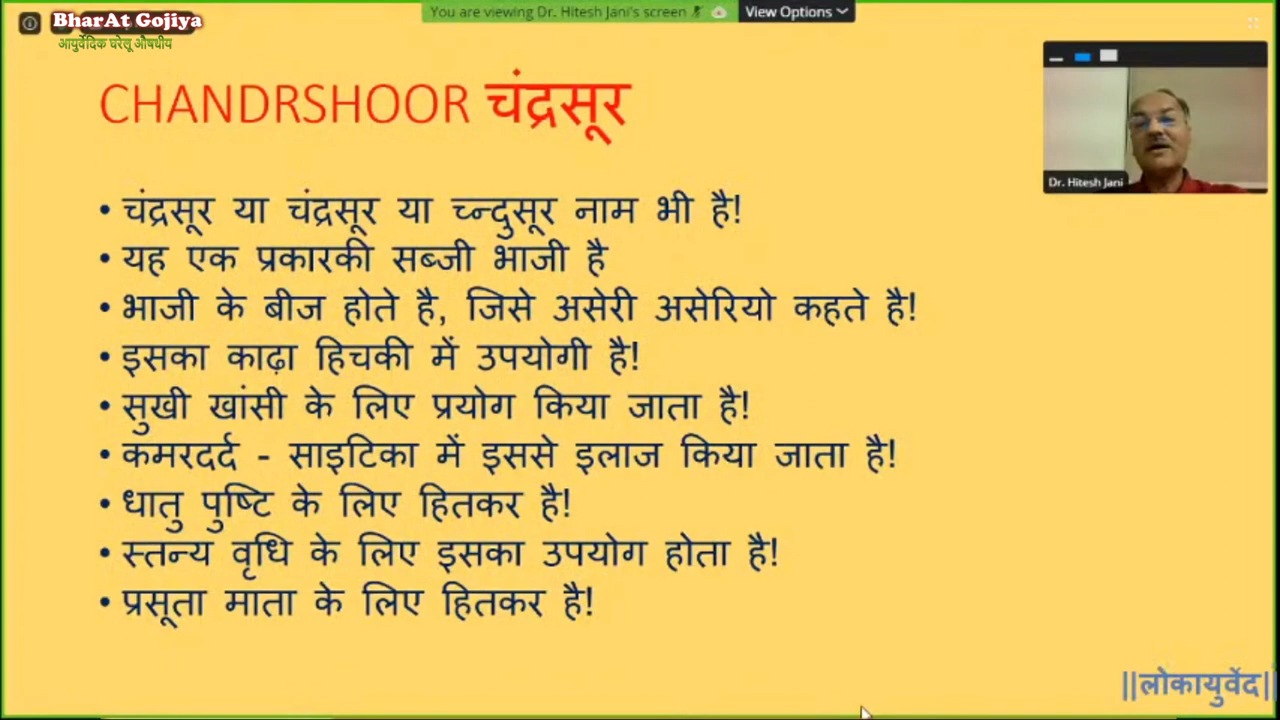 BharAt Gojiya
आयुर्वेदिक घरेलू औषधीय
You are viewing Dr. Hitesh Jani's screen
View Options
CHANDRSHOOR चंद्रसूर
Dr. Hitesh Jani
• चंद्रसूर या चंद्रसूर या च्न्दुसूर नाम भी है!
• यह एक प्रकारकी सब्जी भाजी है
• भाजी के बीज होते है, जिसे असेरी असेरियो कहते है!
• इसका काढ़ा हिचकी में उपयोगी है!
• सुखी खांसी के लिए प्रयोग किया जाता है!
• कमरदर्द - साइटिका में इससे इलाज किया जाता है!
• धातु पुष्टि के लिए हितकर है!
• स्तन्य वृधि के लिए इसका उपयोग होता है!
• प्रसूता माता के लिए हितकर है!
||लोकायुर्वेद|